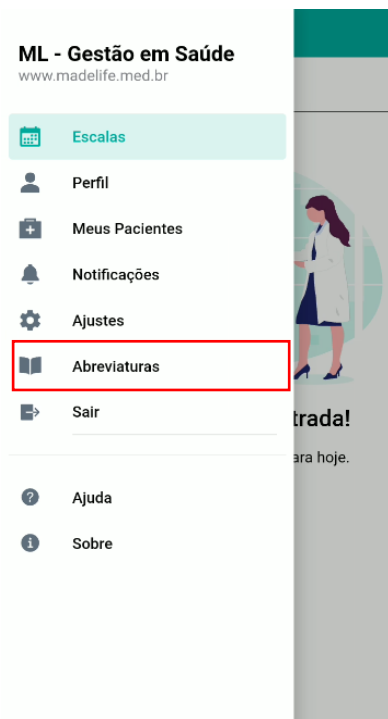 ML - Gestão em Saúde
www.madelife.med.br
Escalas
Perfil
Meus Pacientes
Notificações
Ajustes
Abreviaturas
Sair
trada!
ara hoje.
Ajuda
Sobre